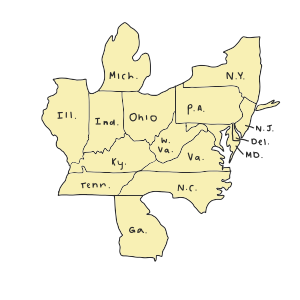 Mich.
N.Y.
Ill.
Ind.
Ohio
P.A.
N.J.
Del.
MD.
W.
Va.
Va.
Ky.
Tenn.
N.C.
Ga.